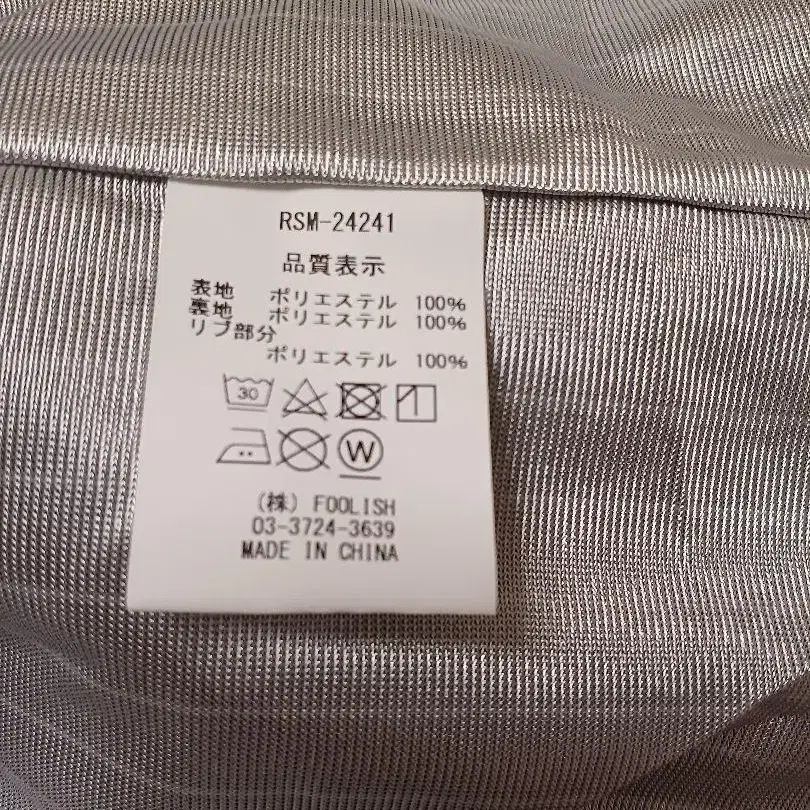 RSM-24241
品質表示
表地 ポリエステル 100%
裏地 ポリエステル 100%
リブ部分
ポリエステル 100%
30
W
(株) FOOLISH
03-3724-3639
MADE IN CHINA